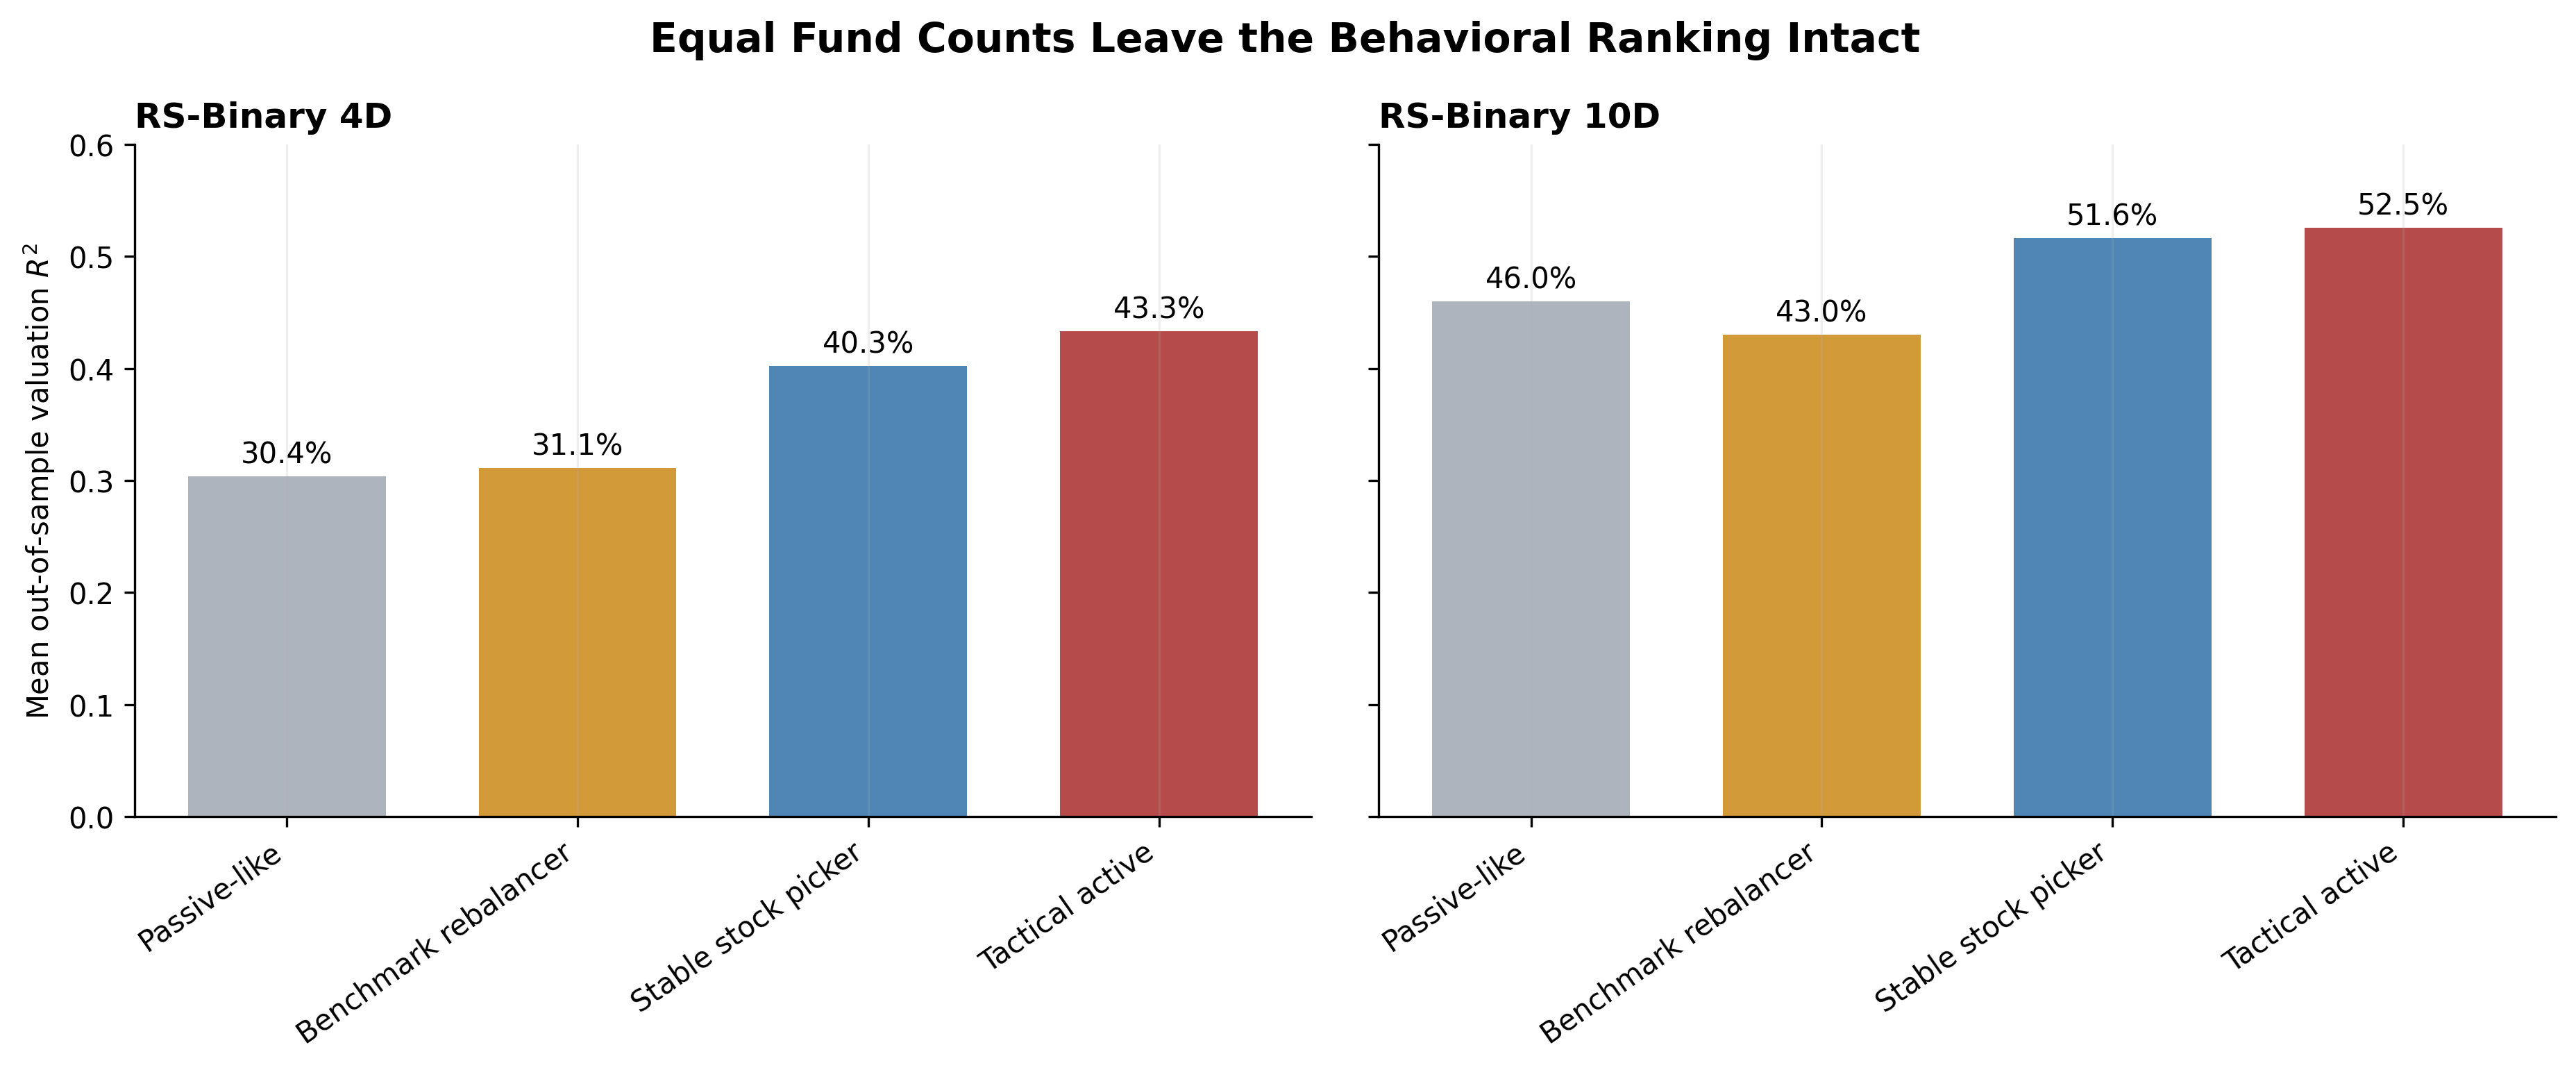 Equal Fund Counts Leave the Behavioral Ranking Intact
RS-Binary 4D
Mean out-of-sample valuation R²
0.6
0.5
0.4
0.3
0.2
0.1
0.0
30.4%
31.1%
40.3%
43.3%
Passive-like
Benchmark rebalancer
Stable stock picker
Tactical active
RS-Binary 10D
46.0%
43.0%
51.6%
52.5%
Passive-like
Benchmark rebalancer
Stable stock picker
Tactical active